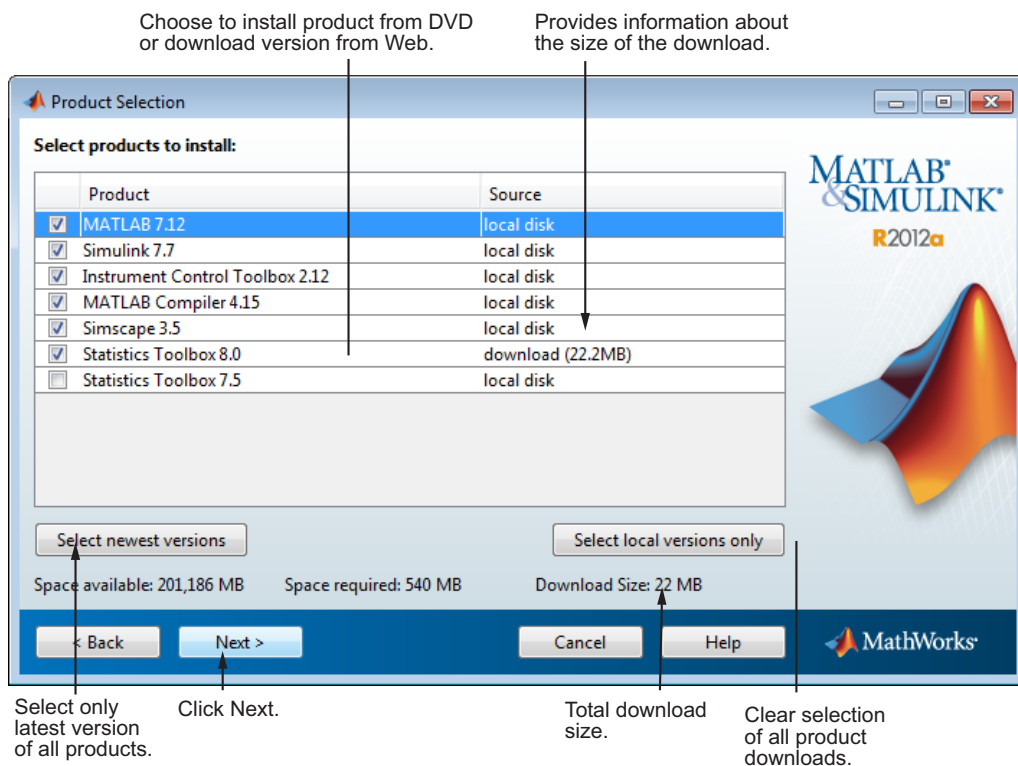 Choose to install product from DVD
or download version from Web.
Provides information about
the size of the download.
Product Selection
Select products to install:
Product Source
MATLAB 7.12 local disk
Simulink 7.7 local disk
Instrument Control Toolbox 2.12 local disk
MATLAB Compiler 4.15 local disk
Simscape 3.5 local disk
Statistics Toolbox 8.0 download (22.2MB)
Statistics Toolbox 7.5 local disk
MATLAB®
&SIMULINK®
R2012a
Select newest versions Select local versions only
Space available: 201,186 MB Space required: 540 MB Download Size: 22 MB
< Back Next > Cancel Help MathWorks®
Select only
latest version
of all products.
Click Next.
Total download
size.
Clear selection
of all product
downloads.